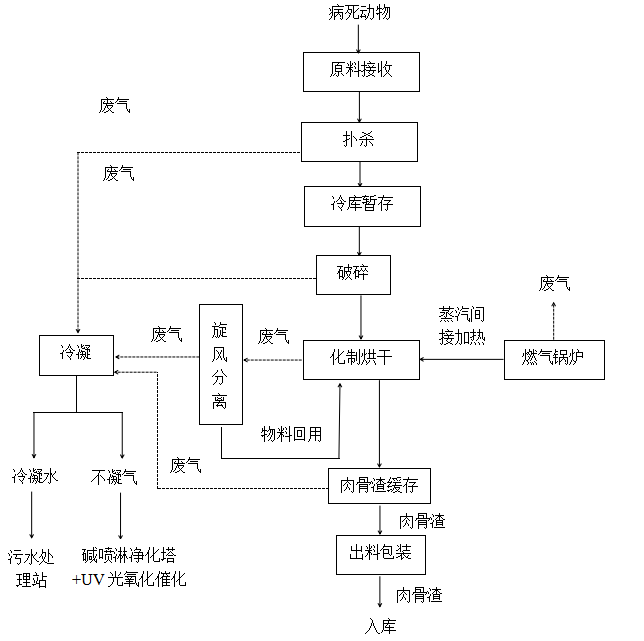 病死动物
原料接收
废气
扑杀
废气
冷库暂存
破碎
废气
蒸汽间
接加热
旋
风
分
离
废气
废气
冷凝
化制烘干
燃气锅炉
物料回用
废气
冷凝水
不凝气
肉骨渣缓存
肉骨渣
污水处
理站
碱喷淋净化塔
+UV光氧化催化
出料包装
肉骨渣
入库